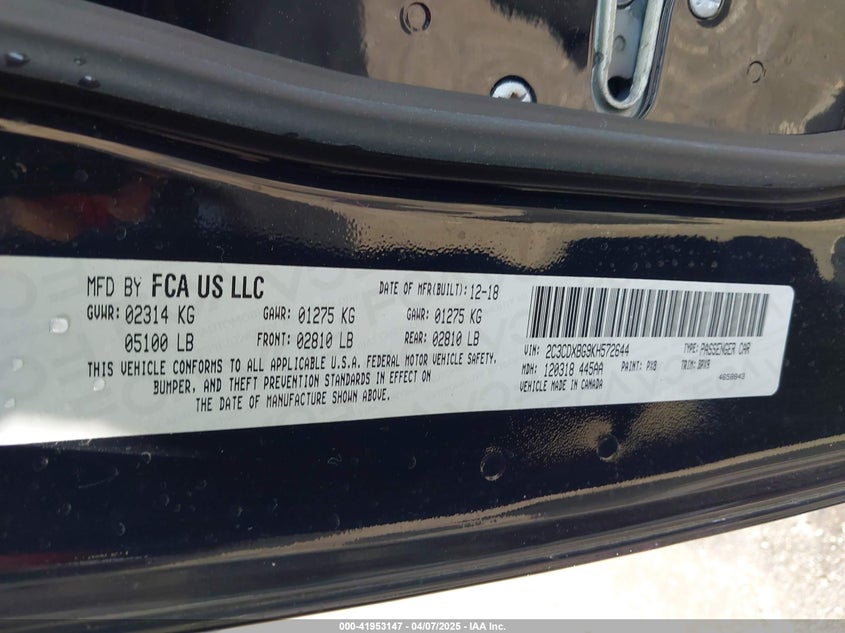 MFD BY FCA US LLC
DATE OF MFR(BUILT): 12-18
GVWR: 02314 KG GAWR: 01275 KG GAWR: 01275 KG
05100 LB FRONT: 02810 LB REAR: 02810 LB
THIS VEHICLE CONFORMS TO ALL APPLICABLE U.S.A. FEDERAL MOTOR VEHICLE SAFETY,
BUMPER, AND THEFT PREVENTION STANDARDS IN EFFECT ON
THE DATE OF MANUFACTURE SHOWN ABOVE.
VIN: 2C3CDXBG9KH572644 TYPE: PASSENGER CAR
MDH: 120318 445AA PAINT: PX8 TRIM:
VEHICLE MADE IN CANADA 4658843
000-41953147 - 04/07/2025 - IAA Inc.